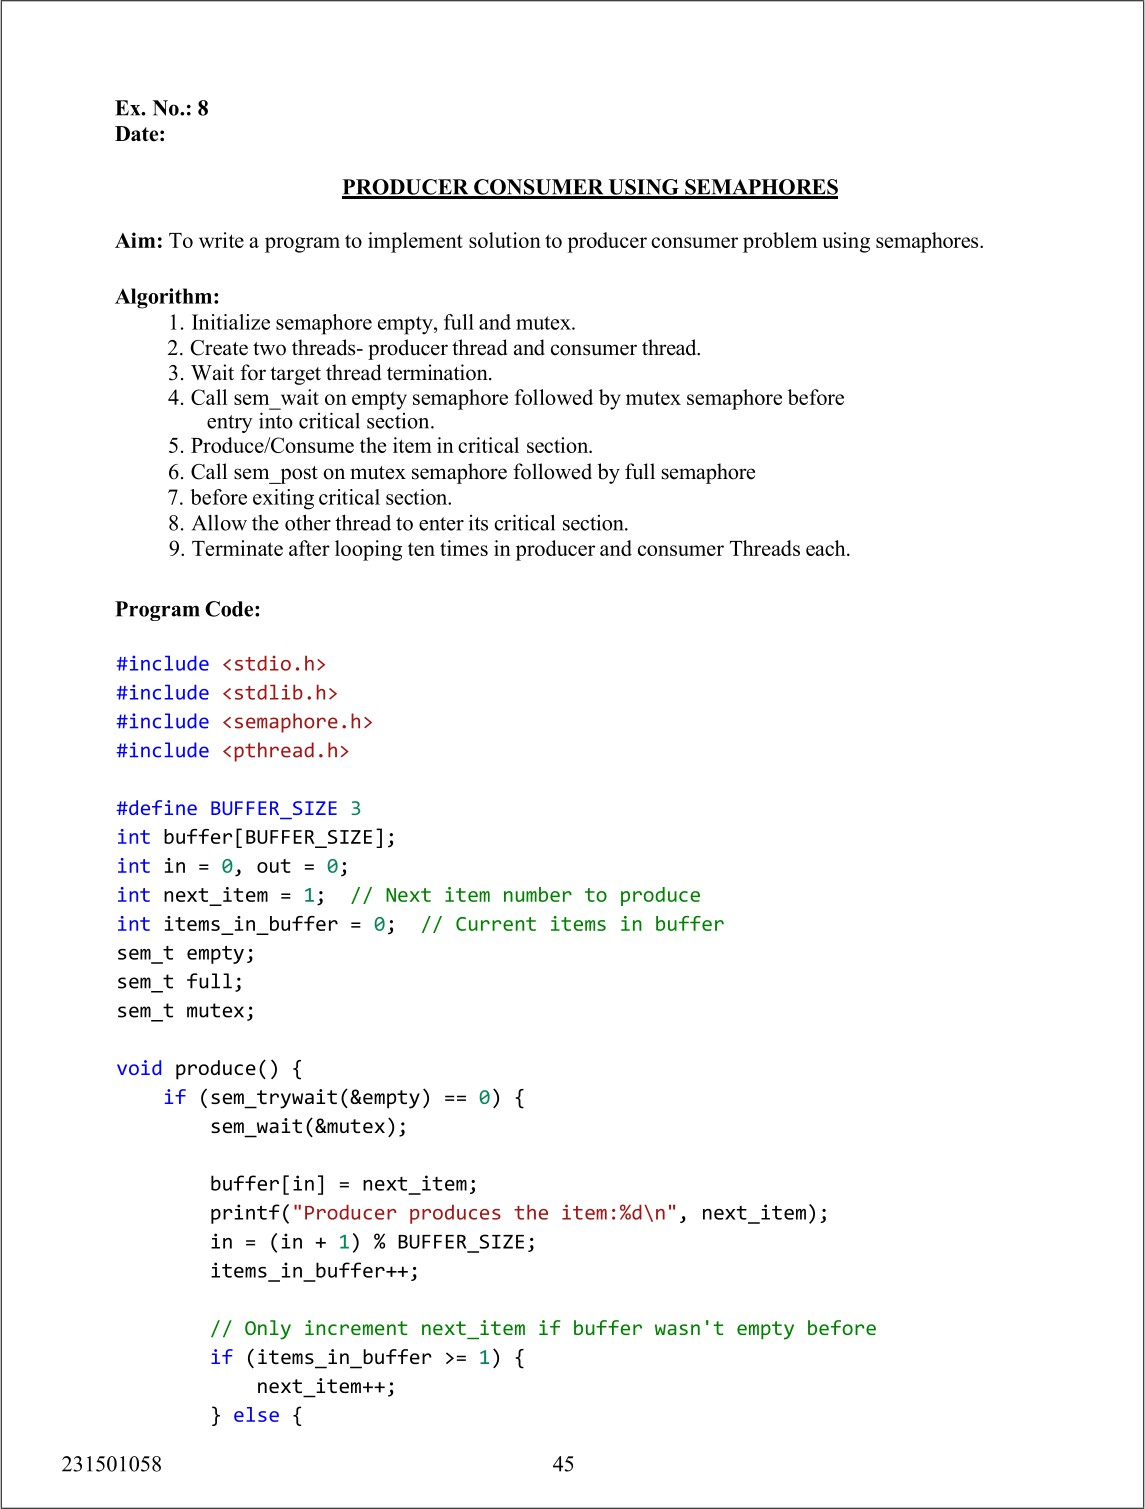 Ex. No.: 8
Date:
PRODUCER CONSUMER USING SEMAPHORES
Aim: To write a program to implement solution to producer consumer problem using semaphores.
Algorithm:
1. Initialize semaphore empty, full and mutex.
2. Create two threads- producer thread and consumer thread.
3. Wait for target thread termination.
4. Call sem_wait on empty semaphore followed by mutex semaphore before
entry into critical section.
5. Produce/Consume the item in critical section.
6. Call sem_post on mutex semaphore followed by full semaphore
7. before exiting critical section.
8. Allow the other thread to enter its critical section.
9. Terminate after looping ten times in producer and consumer Threads each.
Program Code:
#include <stdio.h>
#include <stdlib.h>
#include <semaphore.h>
#include <pthread.h>
#define BUFFER_SIZE 3
int buffer[BUFFER_SIZE];
int in = 0, out = 0;
int next_item = 1;  // Next item number to produce
int items_in_buffer = 0;  // Current items in buffer
sem_t empty;
sem_t full;
sem_t mutex;
void produce() {
    if (sem_trywait(&empty) == 0) {
        sem_wait(&mutex);
        buffer[in] = next_item;
        printf("Producer produces the item:%d\n", next_item);
        in = (in + 1) % BUFFER_SIZE;
        items_in_buffer++;
        // Only increment next_item if buffer wasn't empty before
        if (items_in_buffer >= 1) {
            next_item++;
        } else {
231501058 45